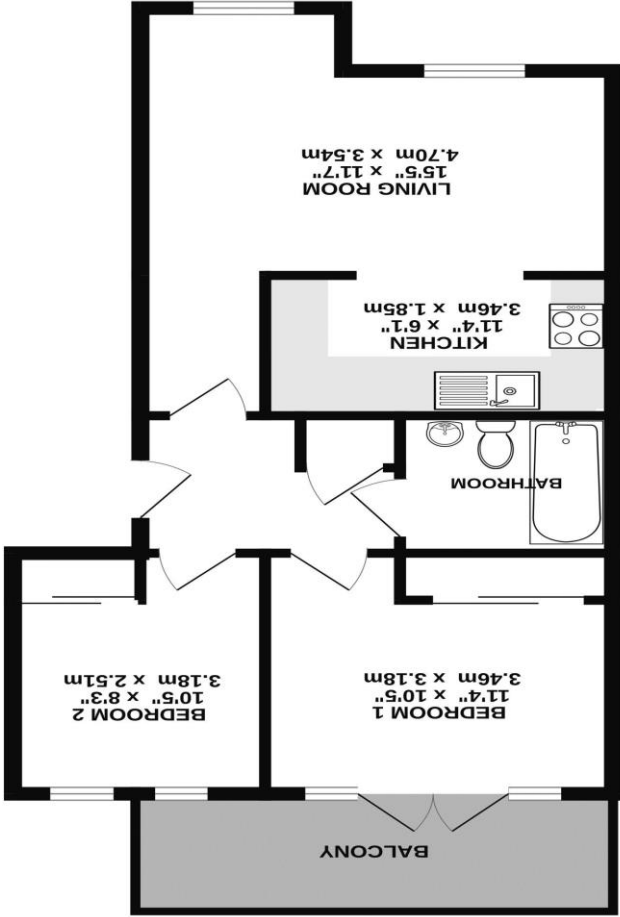 BALCONY
BEDROOM 1
11'4" x 10'5"
3.46m x 3.18m
BEDROOM 2
10'5" x 8'3"
3.18m x 2.51m
BATHROOM
KITCHEN
11'4" x 6'1"
3.46m x 1.85m
LIVING ROOM
15'5" x 11'7"
4.70m x 3.54m